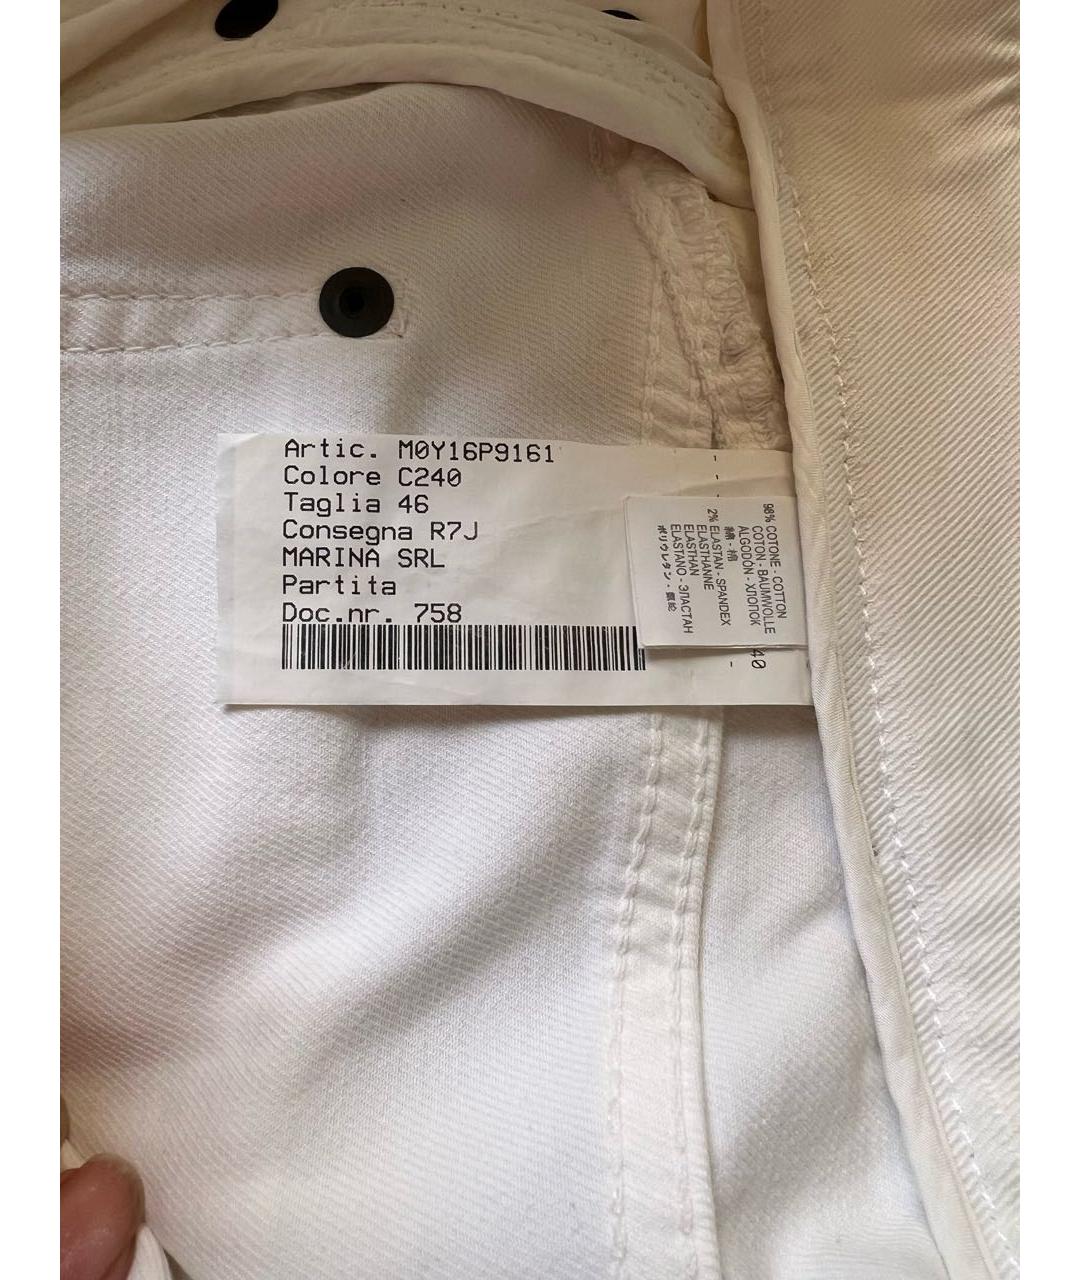 Artic. M0Y16P9161
Colore C240
Taglia 46
Consegna R7J
MARINA SRL
Partita
Doc.nr. 758
98% COTONE - COTTON
COTON - BAUMWOLLE
ALGODÓN - ХЛОПОК
綿 - 棉
2% ELASTAN - SPANDEX
ELASTHANNE
ELASTHAN
ELASTANO - ЭЛАСТАН
ポリウレタン - 氨纶
40